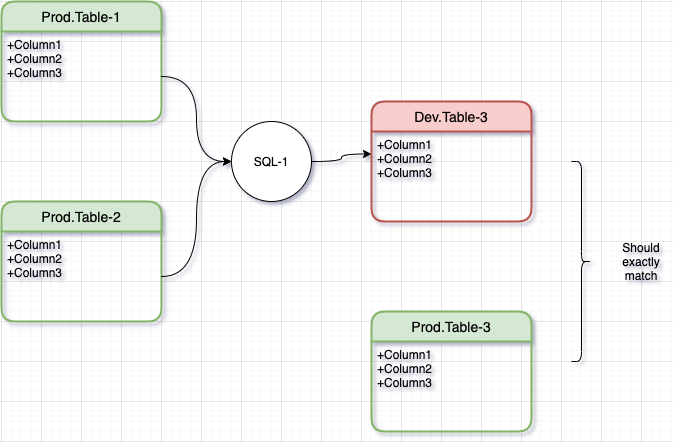 Prod.Table-1
+Column1
+Column2
+Column3
Prod.Table-2
+Column1
+Column2
+Column3
SQL-1
Dev.Table-3
+Column1
+Column2
+Column3
Prod.Table-3
+Column1
+Column2
+Column3
Should
exactly
match